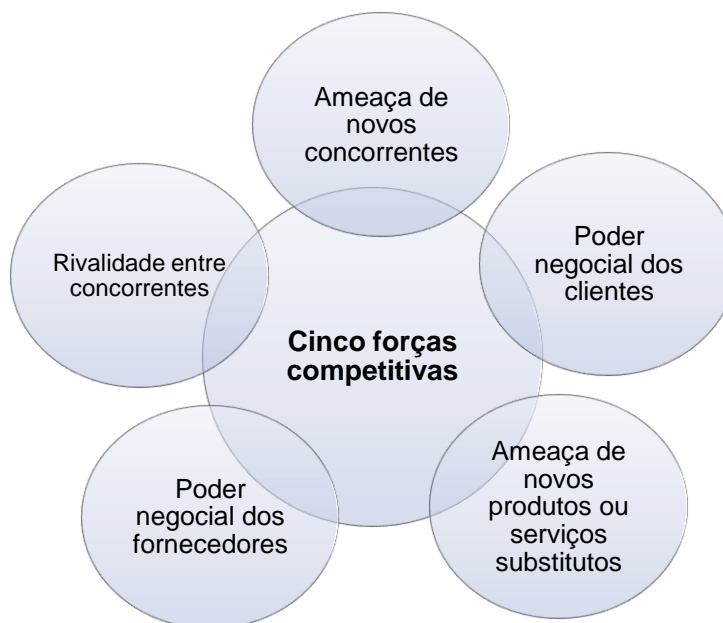 Ameaça de
novos
concorrentes
Poder
negocial dos
clientes
Rivalidade entre
concorrentes
Cinco forças
competitivas
Ameaça de
novos
produtos ou
serviços
substitutos
Poder
negocial dos
fornecedores